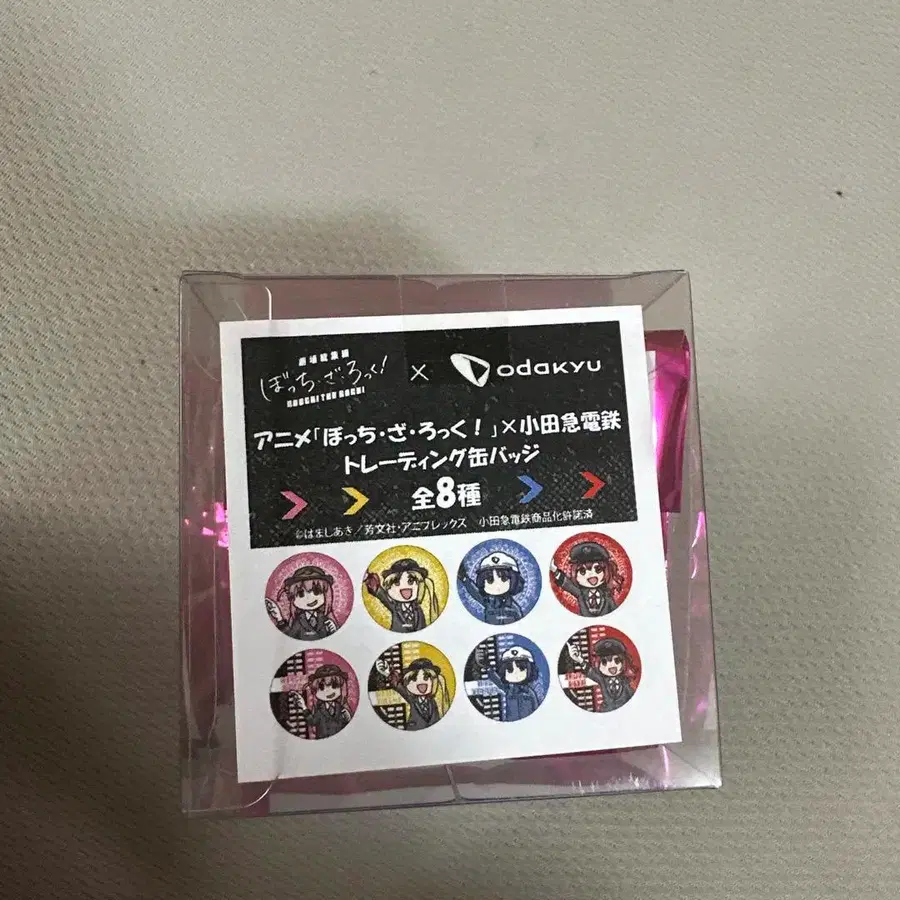 劇場総集編
ぼっち・ざ・ろっく！ × odakyu
BOCCHI THE ROCK!
アニメ「ぼっち・ざ・ろっく！」×小田急電鉄
トレーディング缶バッジ
全8種
©はまじあき／芳文社・アニプレックス 小田急電鉄商品化許諾済